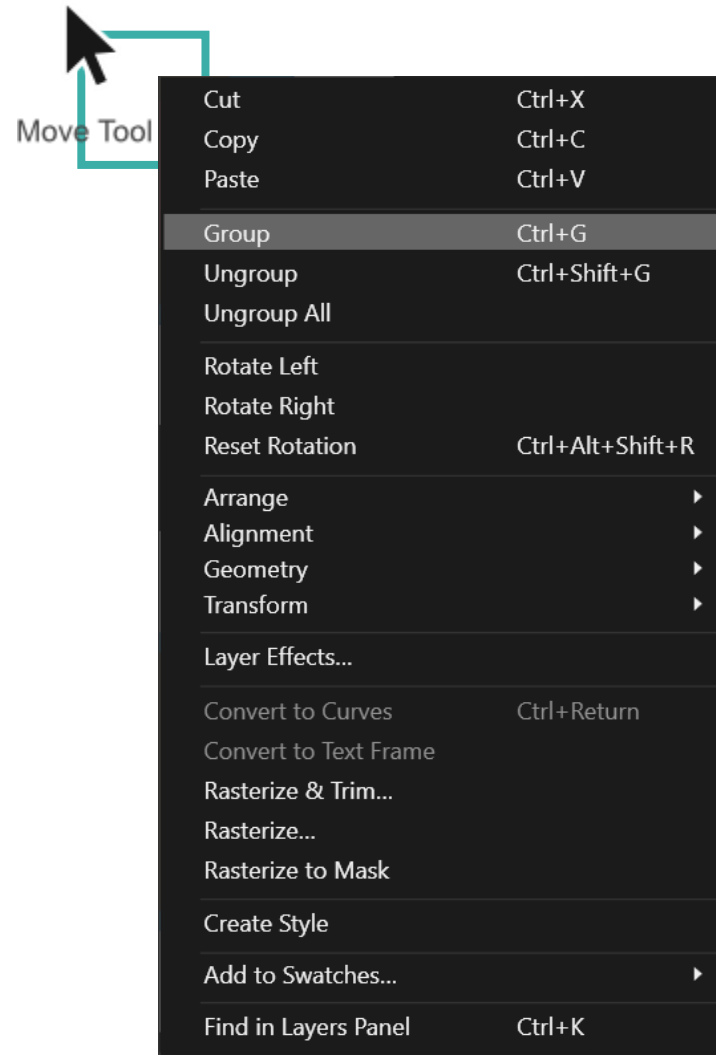 Move Tool
Cut Ctrl+X
Copy Ctrl+C
Paste Ctrl+V
Group Ctrl+G
Ungroup Ctrl+Shift+G
Ungroup All
Rotate Left
Rotate Right
Reset Rotation Ctrl+Alt+Shift+R
Arrange
Alignment
Geometry
Transform
Layer Effects...
Convert to Curves Ctrl+Return
Convert to Text Frame
Rasterize & Trim...
Rasterize...
Rasterize to Mask
Create Style
Add to Swatches...
Find in Layers Panel Ctrl+K